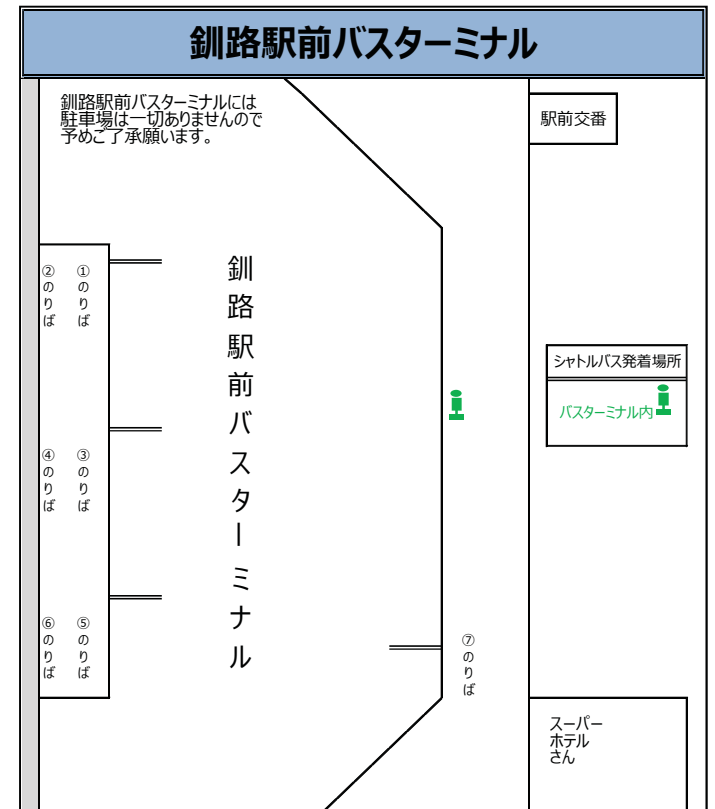 釧路駅前バスターミナル
釧路駅前バスターミナルには
駐車場は一切ありませんので
予めご了承願います。
駅前交番
①のりば
②のりば
釧路駅前バスターミナル
シャトルバス発着場所
バスターミナル内
③のりば
④のりば
⑤のりば
⑥のりば
⑦のりば
スーパー
ホテル
さん